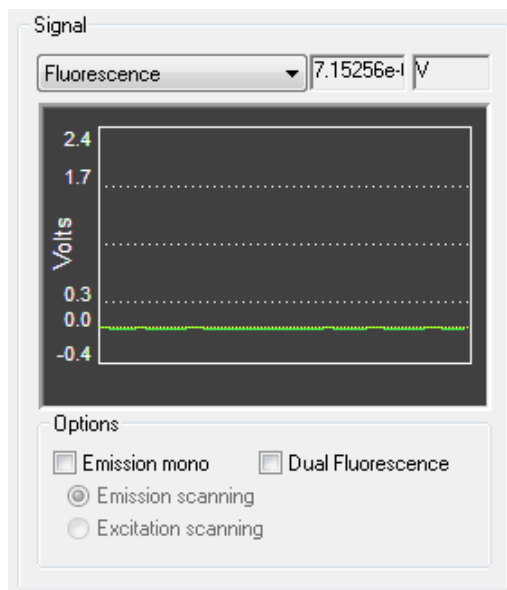 Signal
Fluorescence 7.15256e- V
2.4
1.7
Volts
0.3
0.0
-0.4
Options
Emission mono Dual Fluorescence
Emission scanning
Excitation scanning